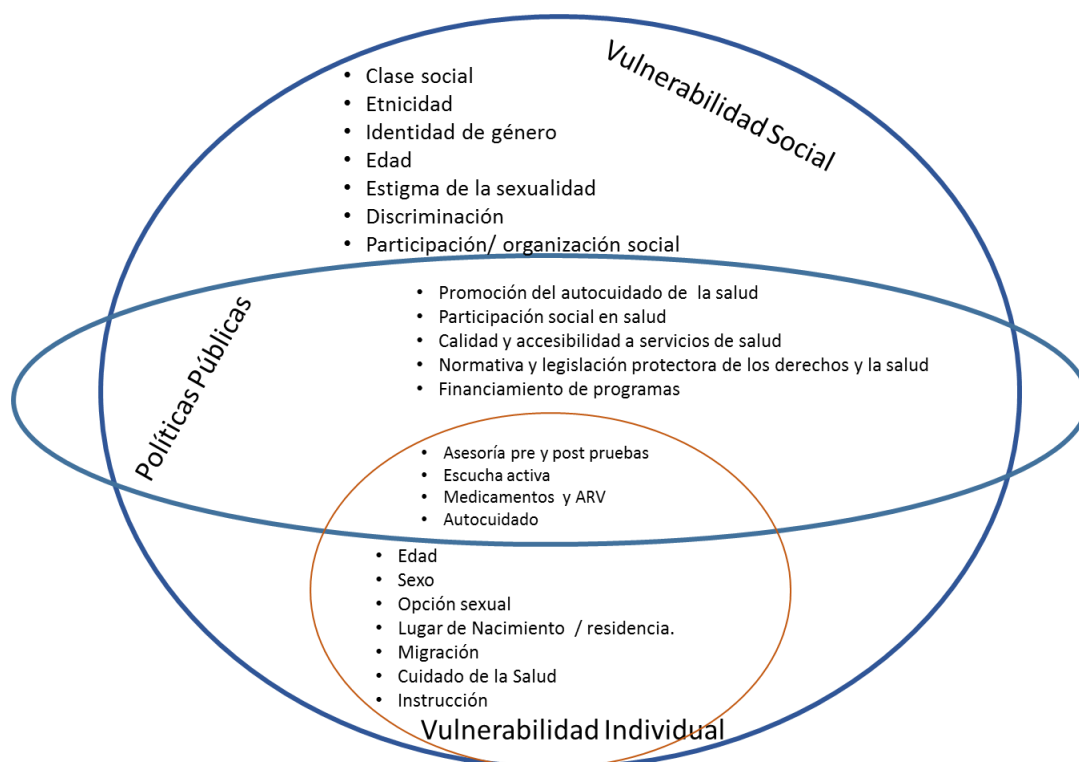 Vulnerabilidad Social
• Clase social
• Etnicidad
• Identidad de género
• Edad
• Estigma de la sexualidad
• Discriminación
• Participación/ organización social
Políticas Públicas
• Promoción del autocuidado de la salud
• Participación social en salud
• Calidad y accesibilidad a servicios de salud
• Normativa y legislación protectora de los derechos y la salud
• Financiamiento de programas
• Asesoría pre y post pruebas
• Escucha activa
• Medicamentos y ARV
• Autocuidado
• Edad
• Sexo
• Opción sexual
• Lugar de Nacimiento / residencia.
• Migración
• Cuidado de la Salud
• Instrucción
Vulnerabilidad Individual